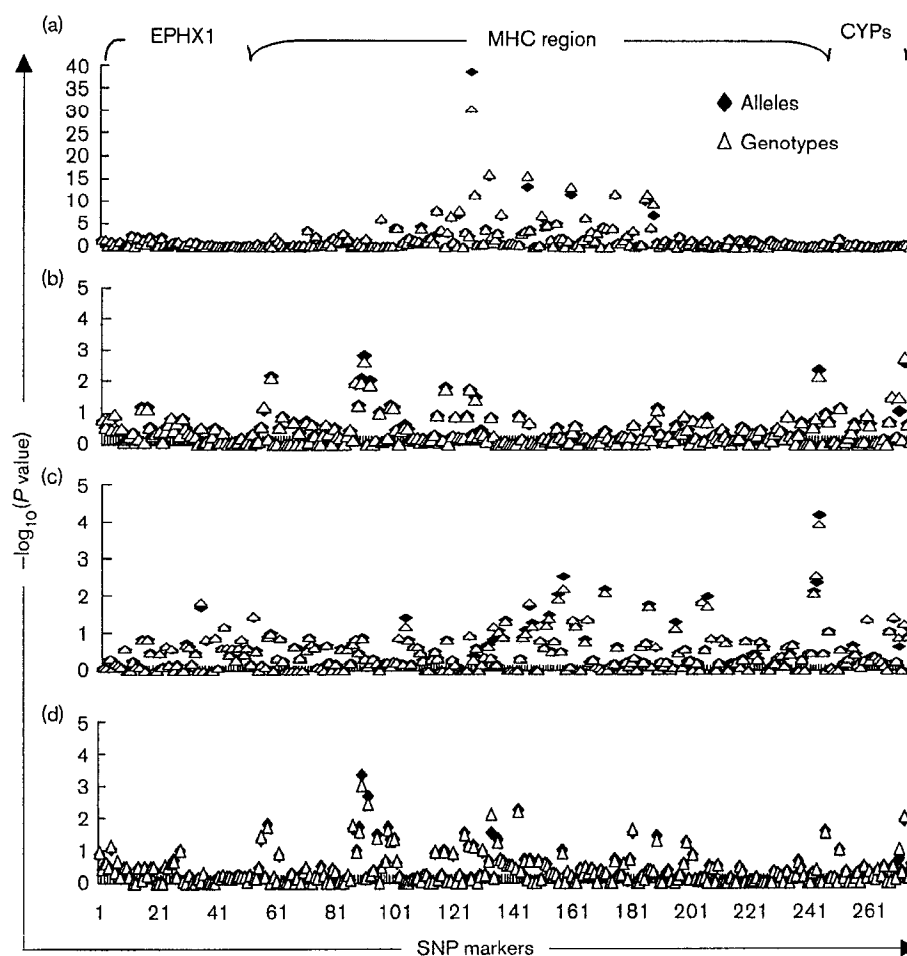 (a)
EPHX1
MHC region
CYPs
40
35
30
25
20
15
10
5
0
Alleles
Genotypes
(b)
5
4
3
2
1
0
(c)
5
4
3
2
1
0
(d)
5
4
3
2
1
0
–log10(P value)
1 21 41 61 81 101 121 141 161 181 201 221 241 261
SNP markers